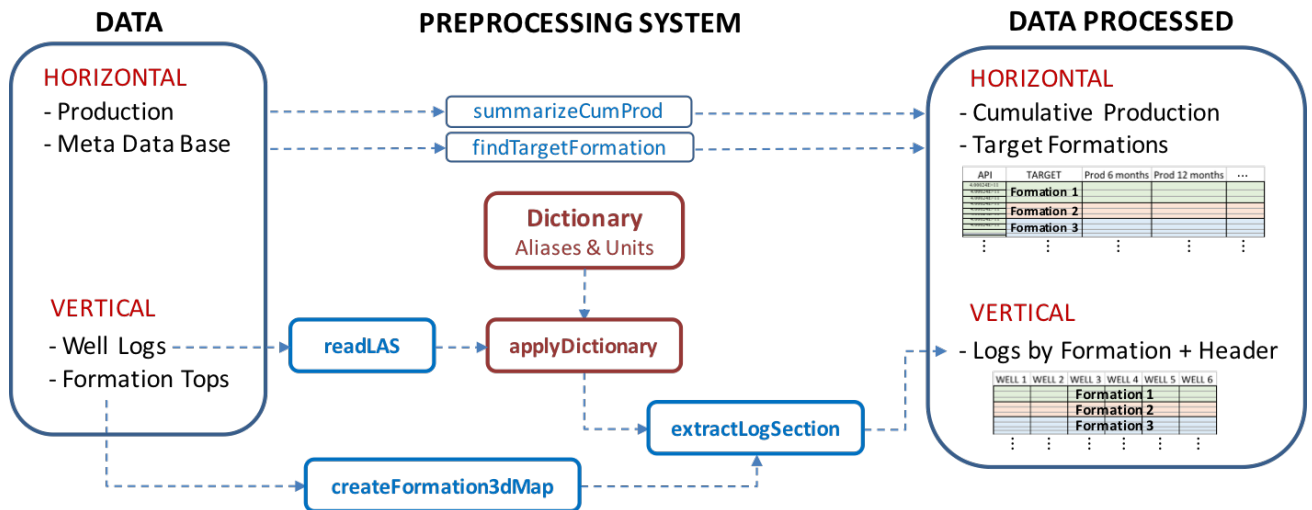 DATA
PREPROCESSING SYSTEM
DATA PROCESSED
HORIZONTAL
- Production
- Meta Data Base
VERTICAL
- Well Logs
- Formation Tops
summarizeCumProd
findTargetFormation
Dictionary
Aliases & Units
readLAS
applyDictionary
extractLogSection
createFormation3dMap
HORIZONTAL
- Cumulative Production
- Target Formations
API TARGET Prod 6 months Prod 12 months ...
Formation 1
Formation 2
Formation 3
VERTICAL
- Logs by Formation + Header
WELL 1 WELL 2 WELL 3 WELL 4 WELL 5 WELL 6
Formation 1
Formation 2
Formation 3